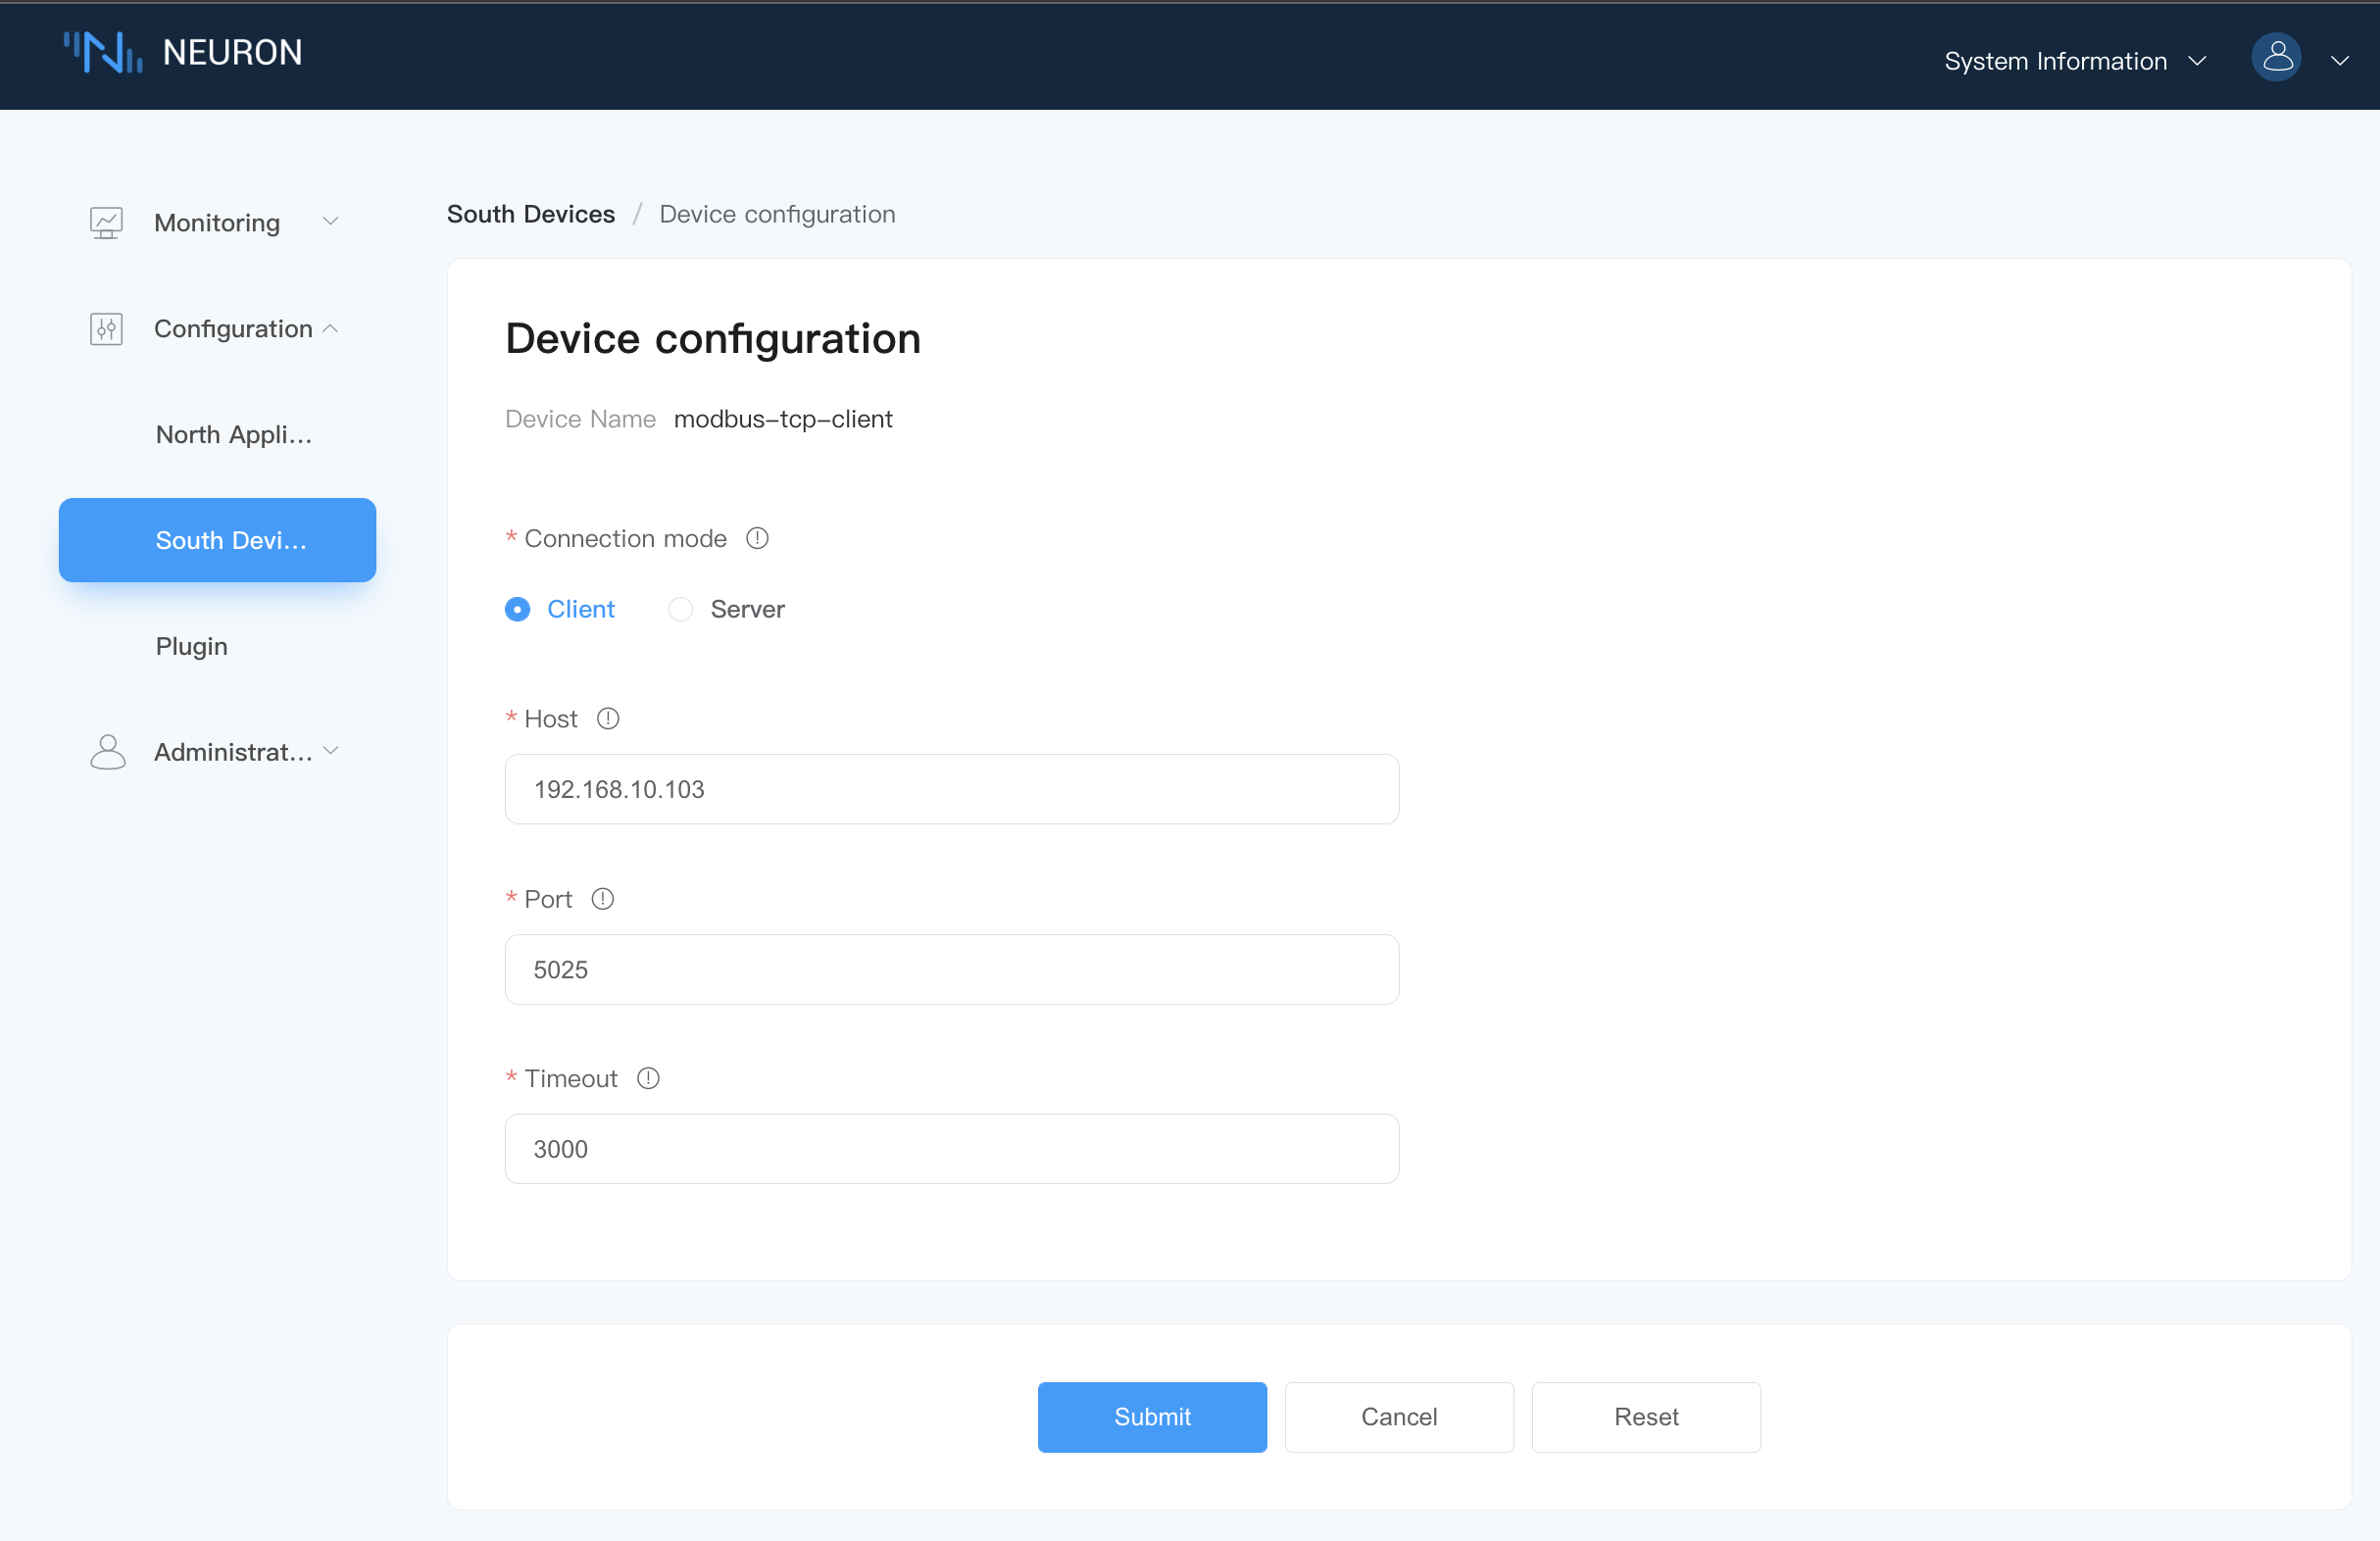 NEURON
System Information
Monitoring
Configuration
North Appli...
South Devi...
Plugin
Administrat...
South Devices / Device configuration
Device configuration
Device Name modbus-tcp-client
* Connection mode
Client Server
* Host
192.168.10.103
* Port
5025
* Timeout
3000
Submit Cancel Reset